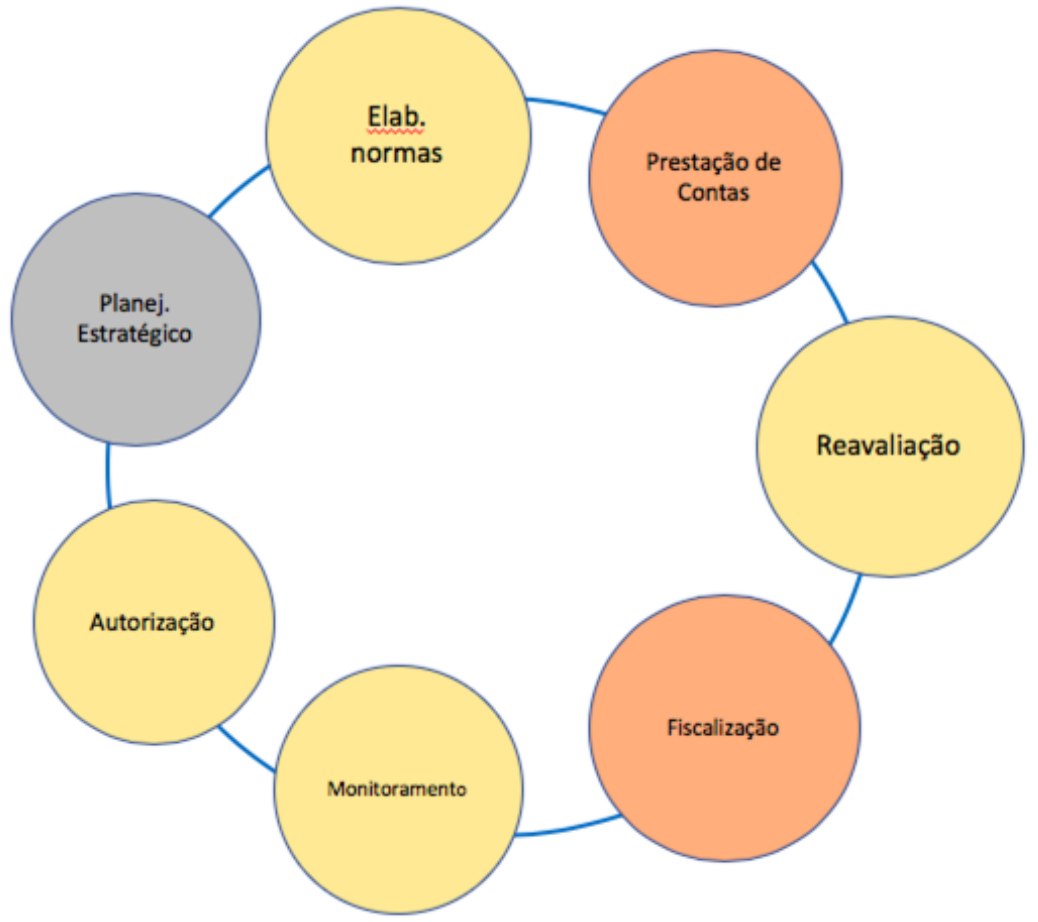 Elab.
normas
Prestação de
Contas
Planej.
Estratégico
Reavaliação
Autorização
Fiscalização
Monitoramento